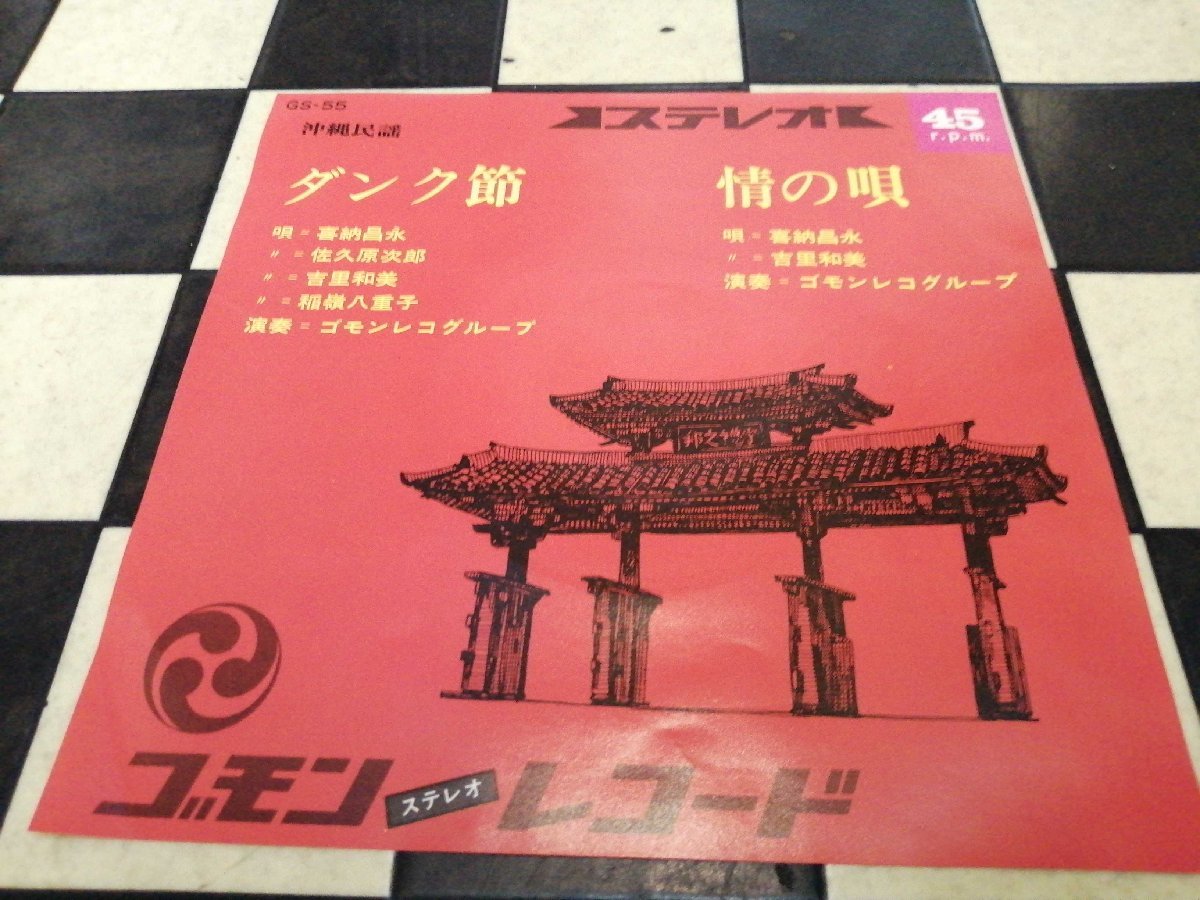 GS-55
沖縄民謡
ステレオ
45
r.p.m.
ダンク節
唄=喜納昌永
〃=佐久原次郎
〃=吉里和美
〃=稲嶺八重子
演奏=ゴモンレコグループ
情の唄
唄=喜納昌永
〃=吉里和美
演奏=ゴモンレコグループ
ゴモン ステレオ レコード